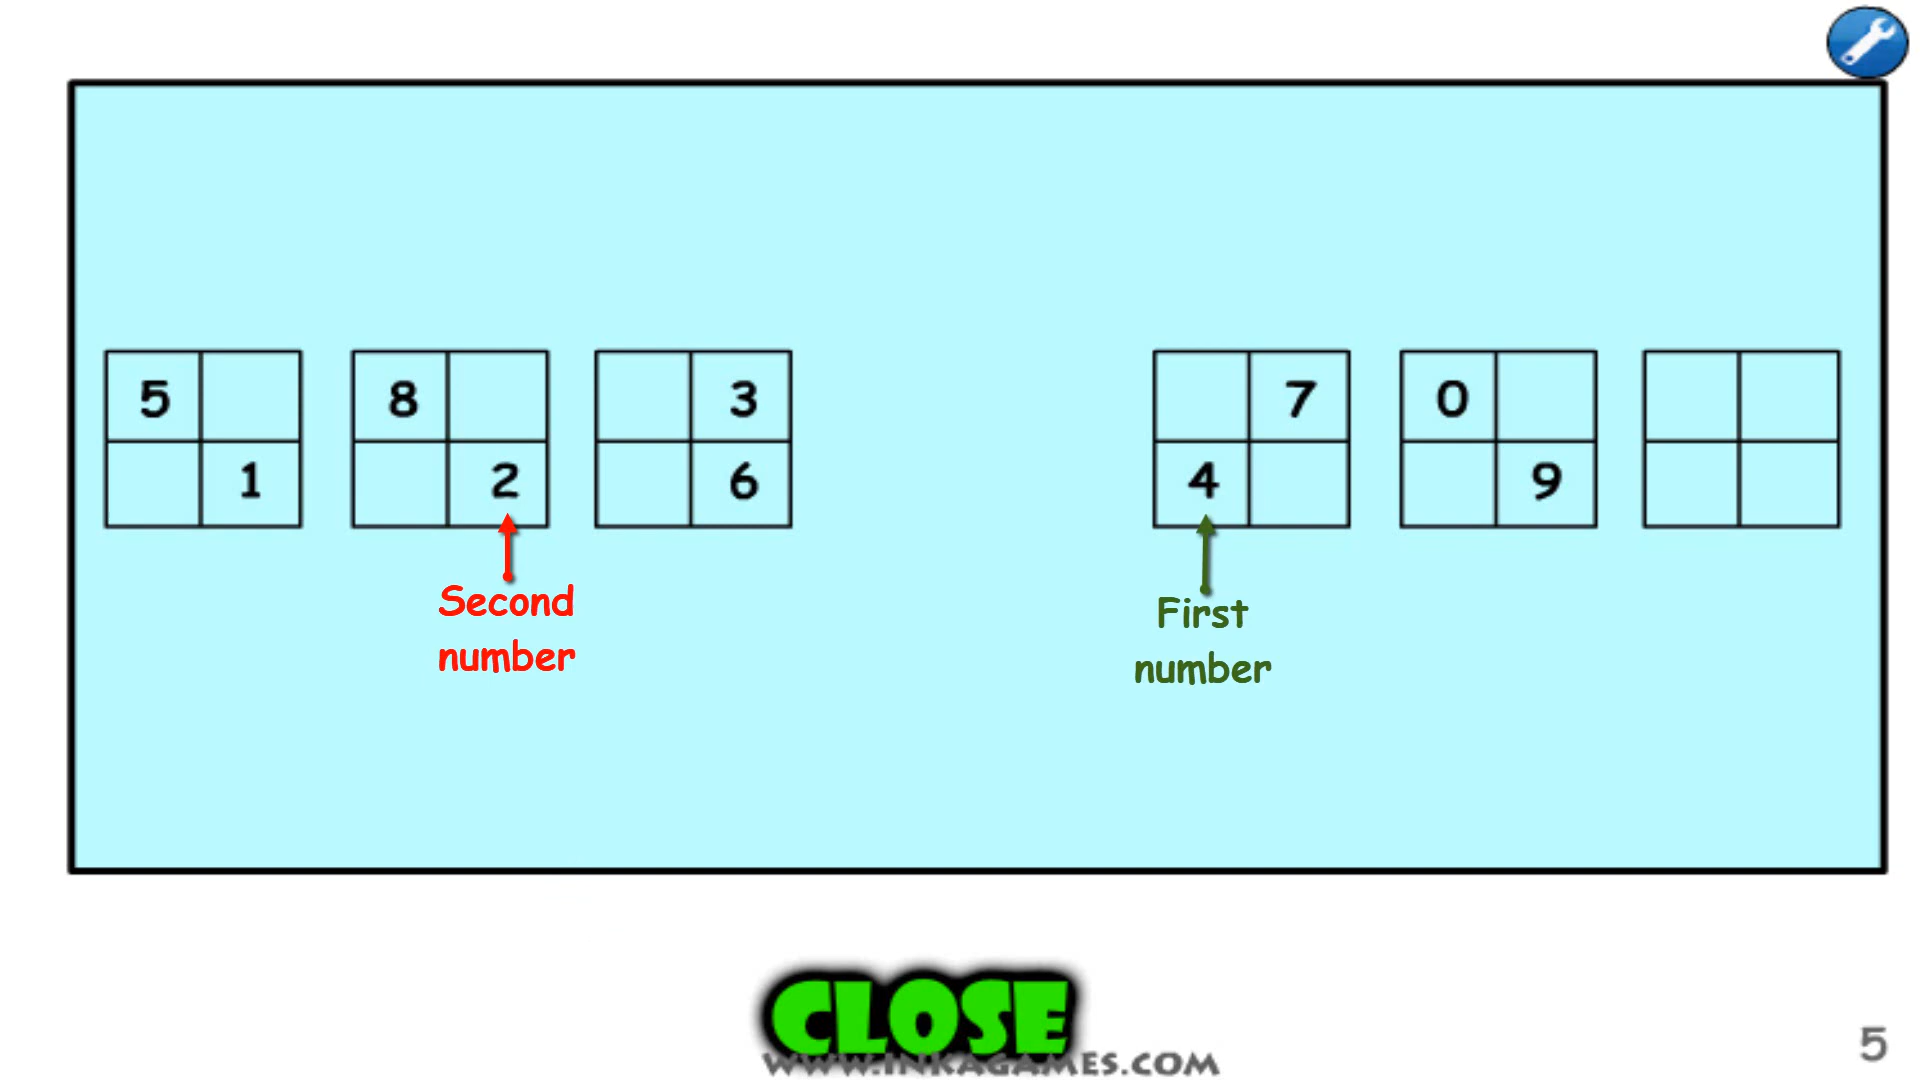 5 8 3 7 0
1 2 6 4 9
Second
number
First
number
CLOSE
WWW.INKAGAMES.COM
5